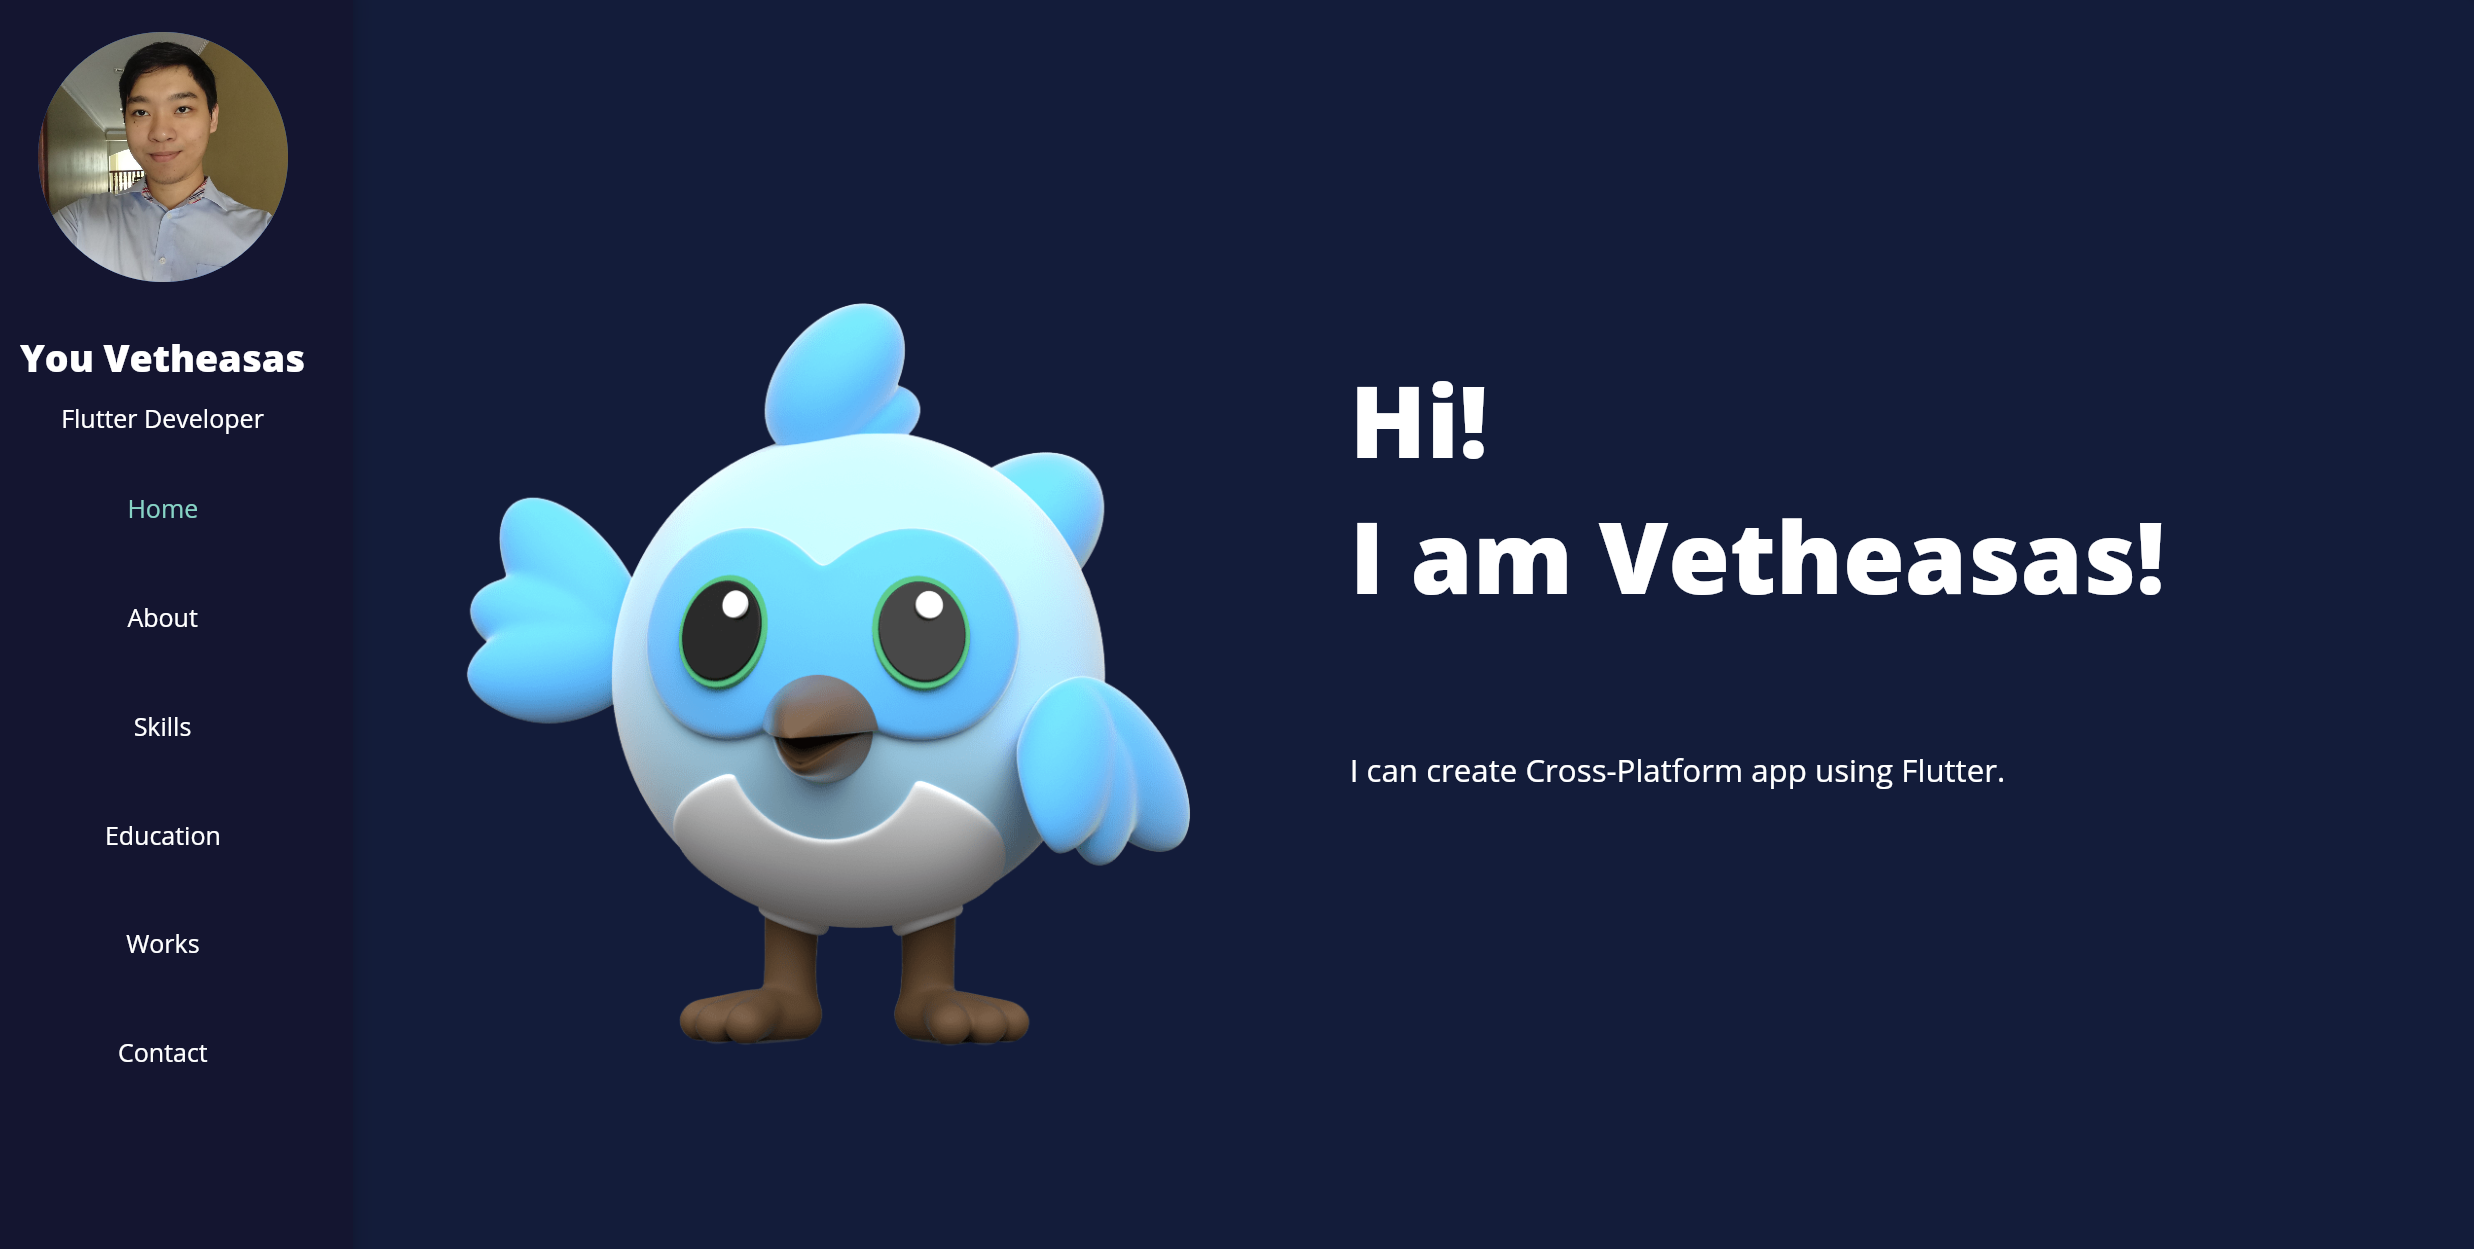 You Vetheasas
Flutter Developer
Home
About
Skills
Education
Works
Contact
Hi!
I am Vetheasas!
I can create Cross-Platform app using Flutter.